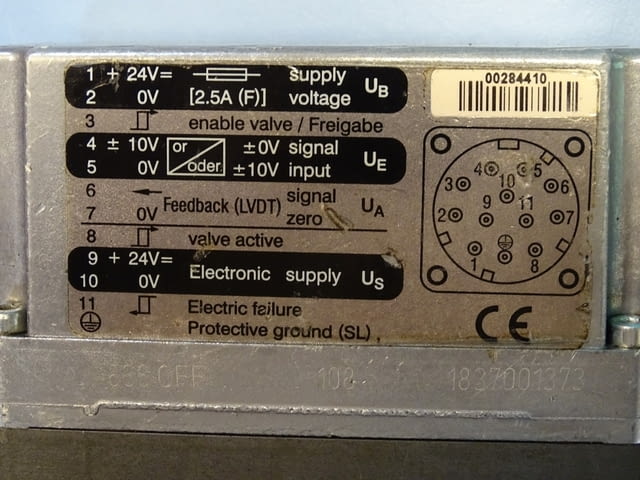 1 + 24V= supply
2 0V [2.5A (F)] voltage UB
3 enable valve / Freigabe
4 ± 10V or ±0V signal
5 0V oder ±10V input UE
6 signal
7 0V Feedback (LVDT) zero UA
8 valve active
9 + 24V=
10 0V Electronic supply US
11 Electric failure
Protective ground (SL)
00284410
4 5
3 10 6
2 9 11 7
1 8
CE
102 1837001373